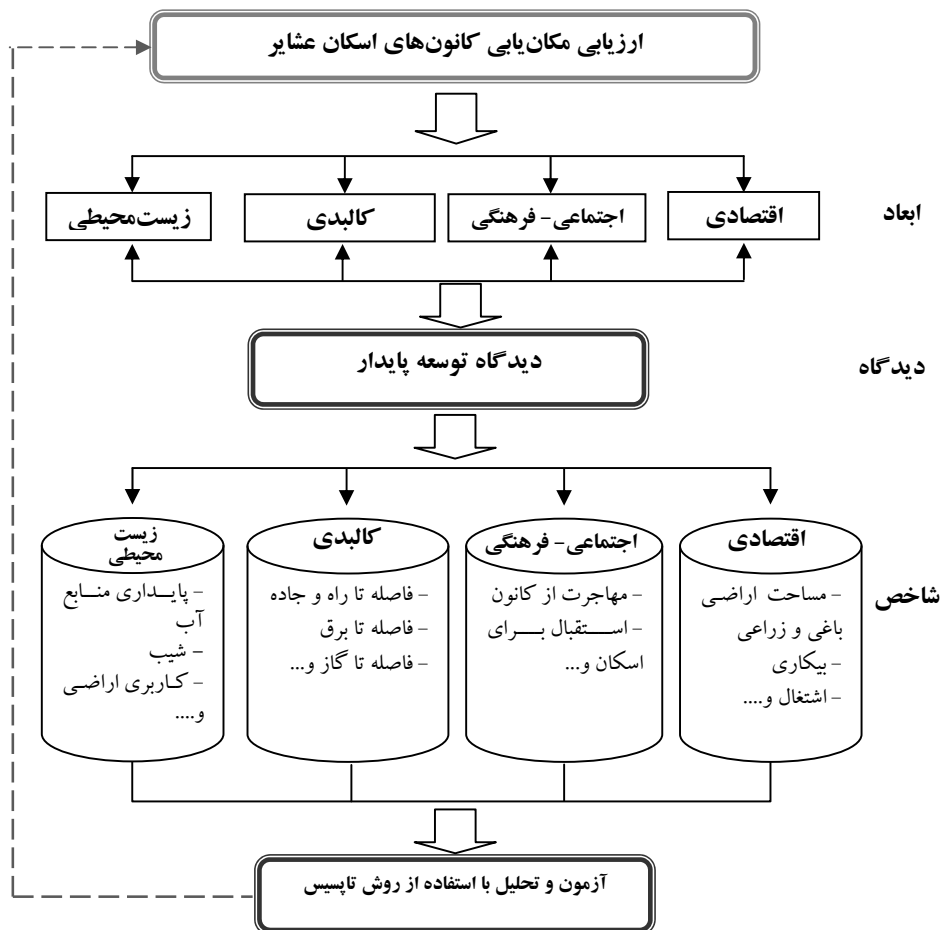 ارزیابی مکان‌یابی کانون‌های اسکان عشایر
ابعاد
اقتصادی
اجتماعی- فرهنگی
کالبدی
زیست‌محیطی
دیدگاه
دیدگاه توسعه پایدار
شاخص
اقتصادی
- مساحت اراضی
باغی و زراعی
- بیکاری
- اشتغال و....
اجتماعی- فرهنگی
- مهاجرت از کانون
- استقبال برای
اسکان و...
کالبدی
- فاصله تا راه و جاده
- فاصله تا برق
- فاصله تا گاز و...
زیست
محیطی
- پایداری منابع
آب
- شیب
- کاربری اراضی
و....
آزمون و تحلیل با استفاده از روش تاپسیس